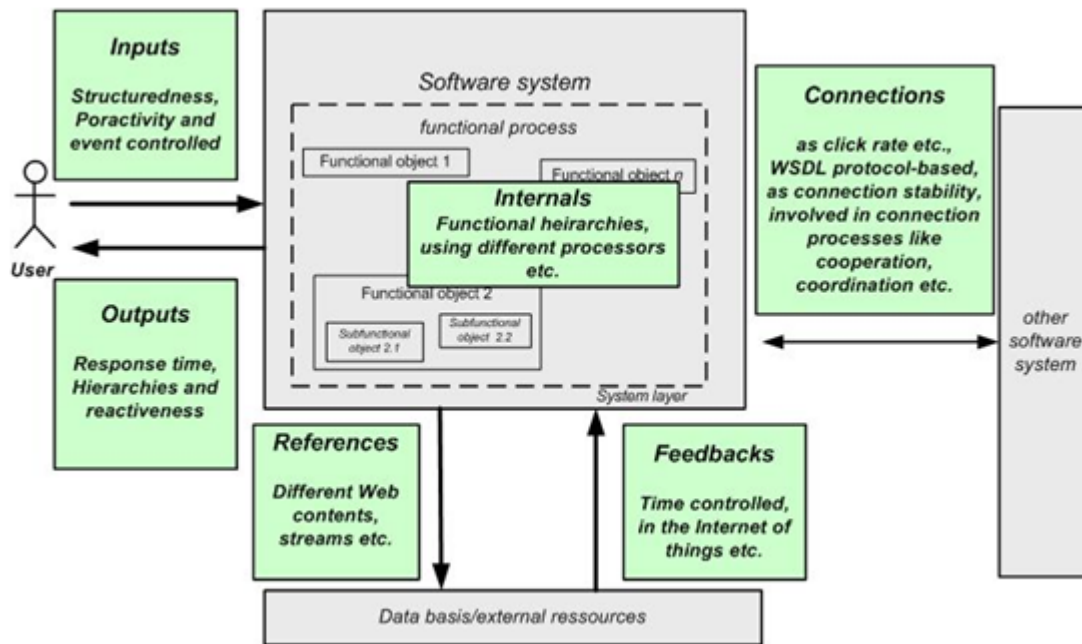 Inputs
Structuredness,
Poractivity and
event controlled
User
Outputs
Response time,
Hierarchies and
reactiveness
Software system
functional process
Functional object 1
Functional object n
Internals
Functional heirarchies,
using different processors
etc.
Functional object 2
Subfunctional
object 2.1
Subfunctional
object 2.2
System layer
Connections
as click rate etc.,
WSDL protocol-based,
as connection stability,
involved in connection
processes like
cooperation,
coordination etc.
other
software
system
References
Different Web
contents,
streams etc.
Feedbacks
Time controlled,
in the Internet of
things etc.
Data basis/external ressources